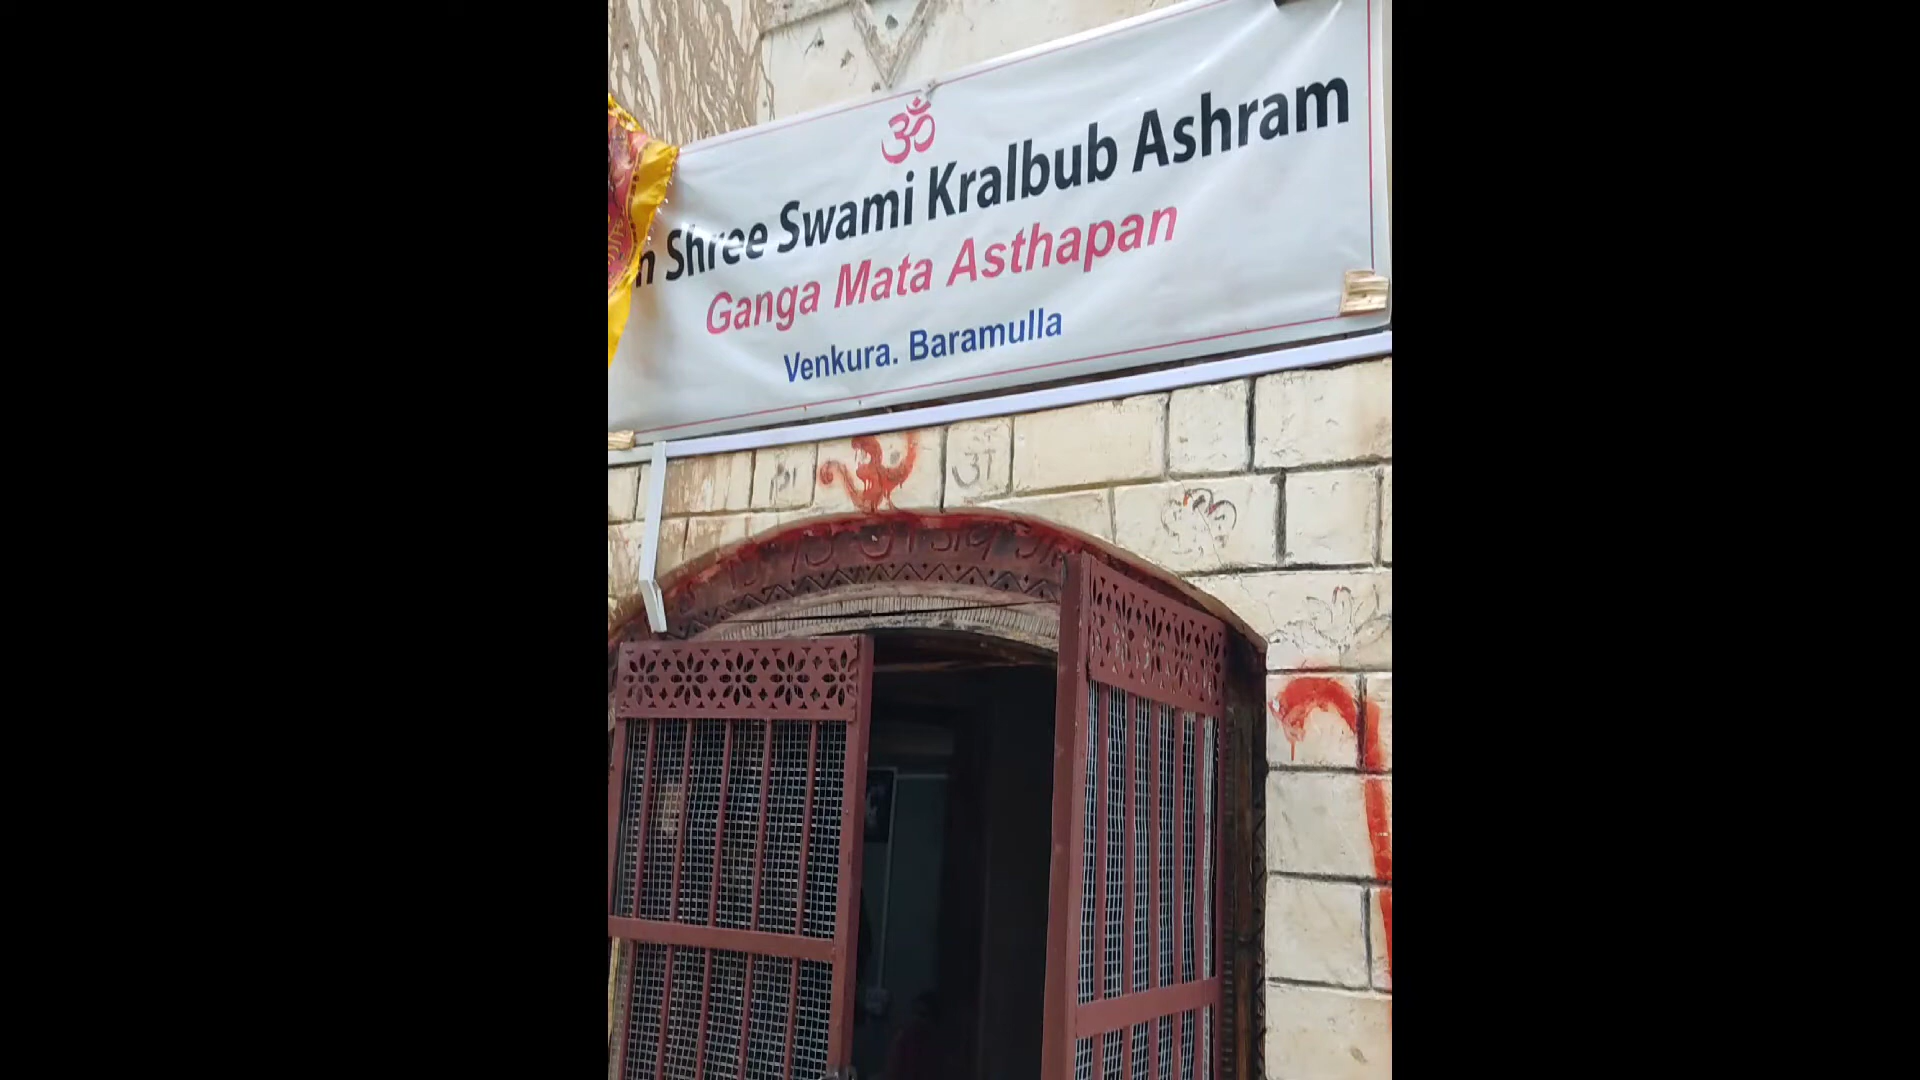 ॐ
Shree Swami Kralbub Ashram
Ganga Mata Asthapan
Venkura. Baramulla
ॐ